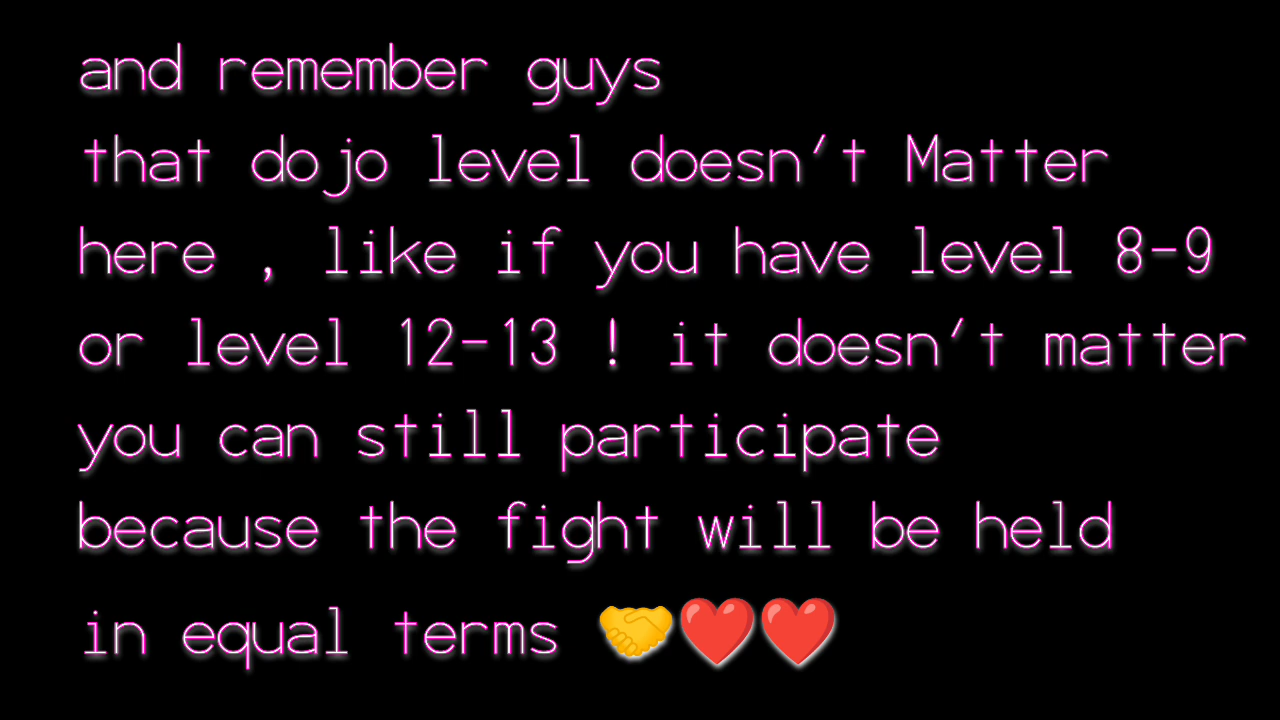 and remember guys
that dojo level doesn't Matter
here , like if you have level 8-9
or level 12-13 ! it doesn't matter
you can still participate
because the fight will be held
in equal terms 🤝❤️❤️